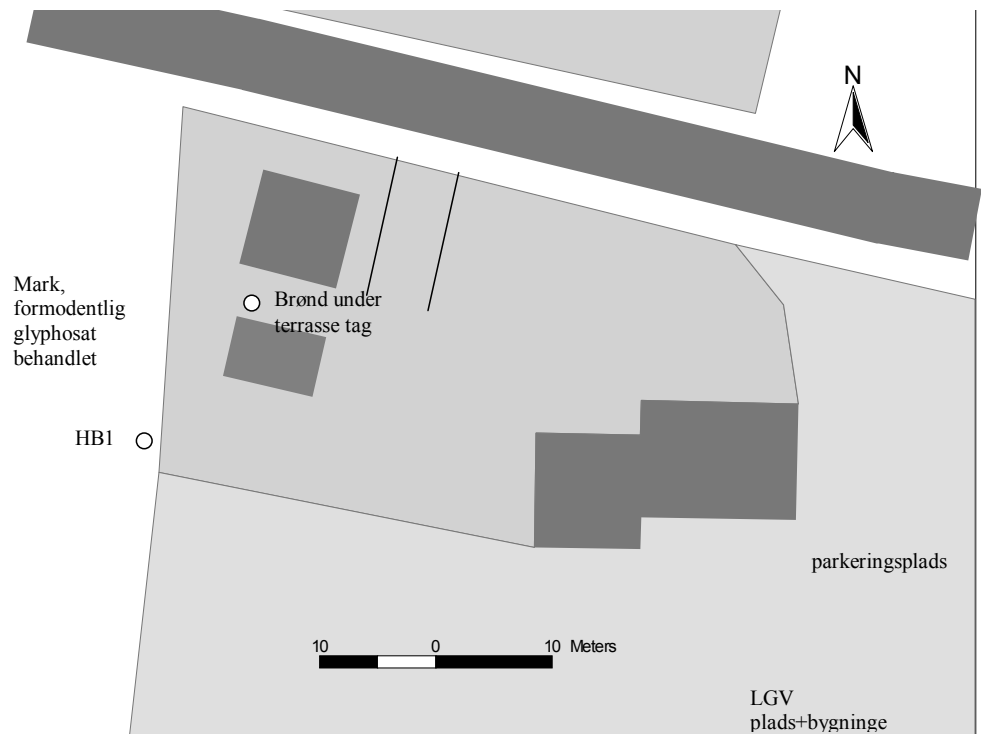 N
Mark,
formodentlig
glyphosat
behandlet
Brønd under
terrasse tag
HB1
parkeringsplads
10 0 10 Meters
LGV
plads+bygninge